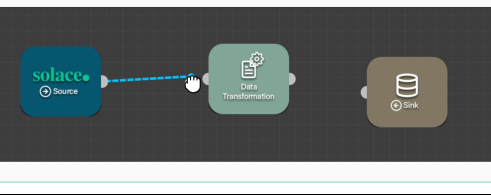 solace
Source
Data
Transformation
Sink